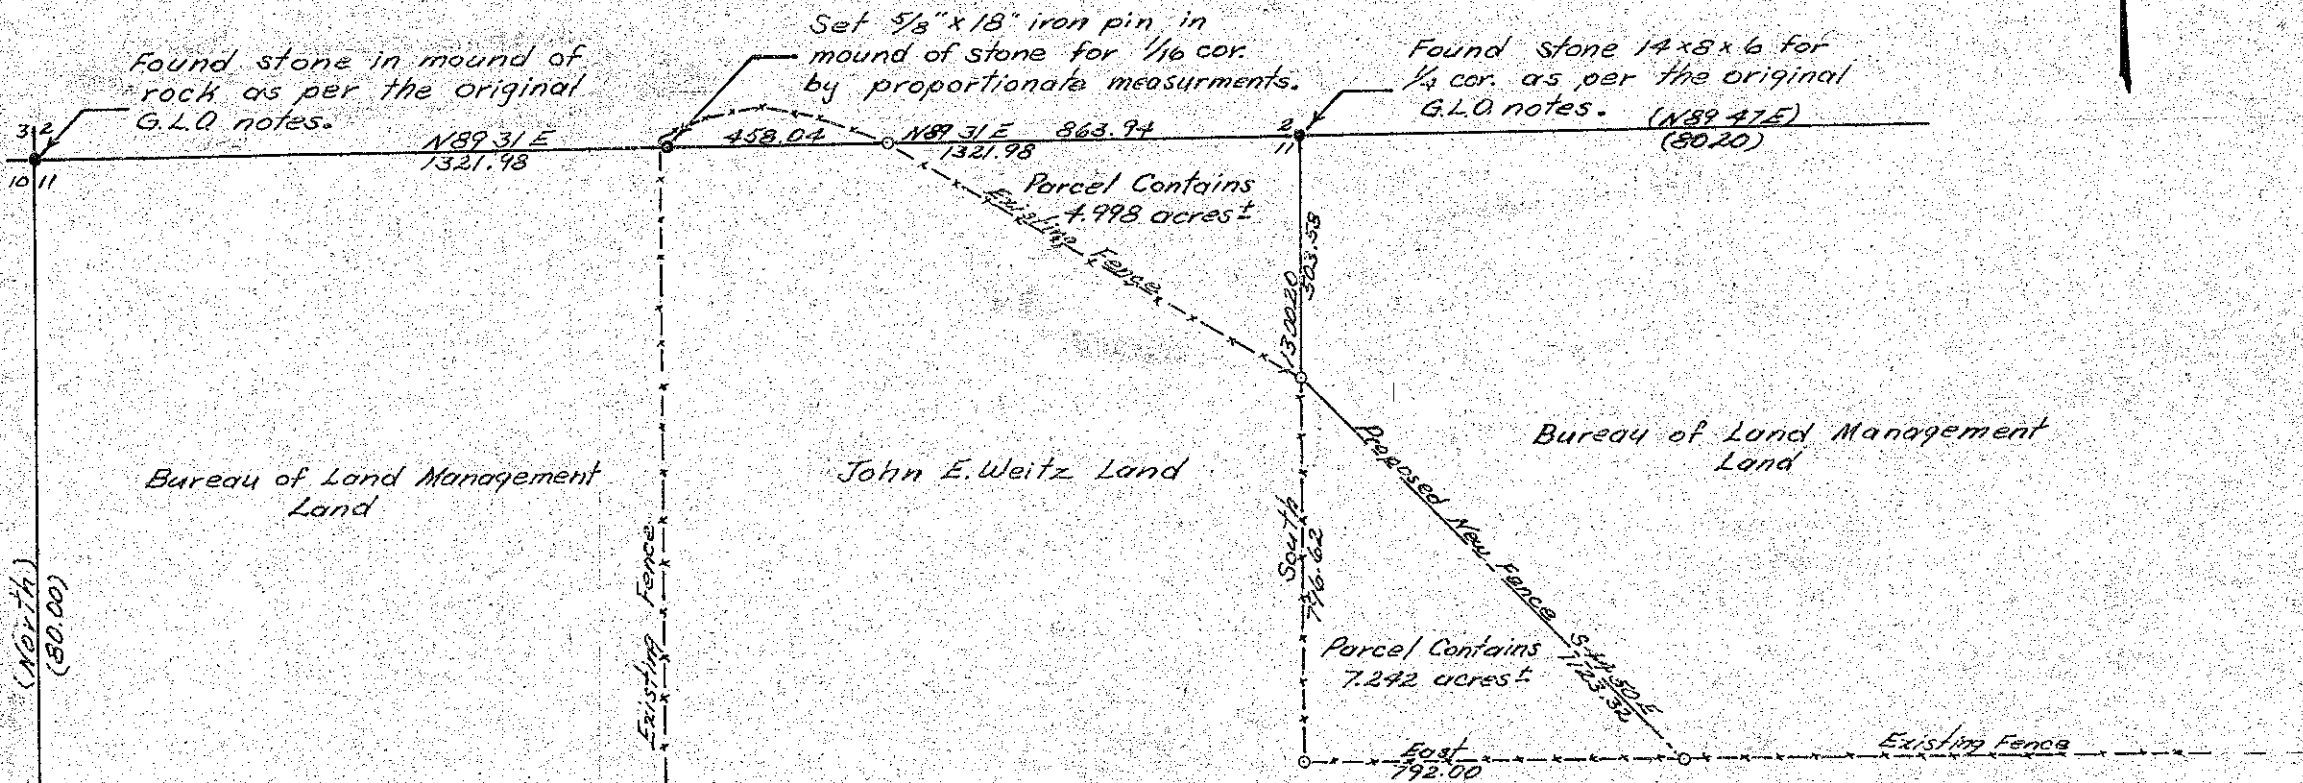 Set 5/8" x 18" iron pin in
mound of stone for 1/16 cor.
by proportionate measurments.
Found stone in mound of
rock as per the original
G.L.O notes.
Found stone 14x8x6 for
1/4 cor. as per the original
G.L.O. notes.
(N89 47E)
(80.20)
3 2
10 11
N89 31 E
1321.98
458.04
N89 31 E 863.94
1321.98
2
11
Parcel Contains
4.998 acres±
Existing Fence
503.58
1300.20
Bureau of Land Management
Land
John E. Weitz Land
Bureau of Land Management
Land
Proposed New Fence
1123.32
South
796.62
Existing Fence
(North)
(80.00)
Parcel Contains
7.242 acres±
East
792.00
Existing Fence